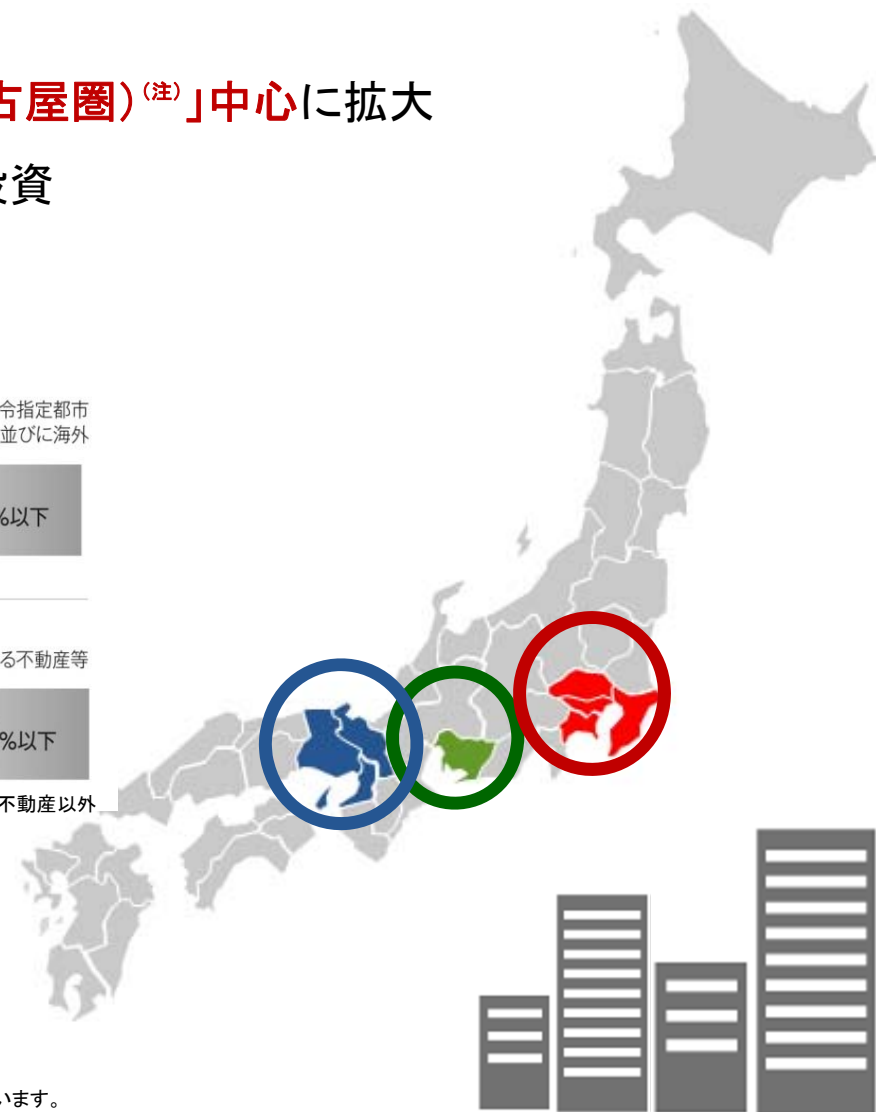 古屋圏)(注)」中心に拡大
投資
令指定都市
並びに海外
%以下
る不動産等
%以下
不動産以外
います。